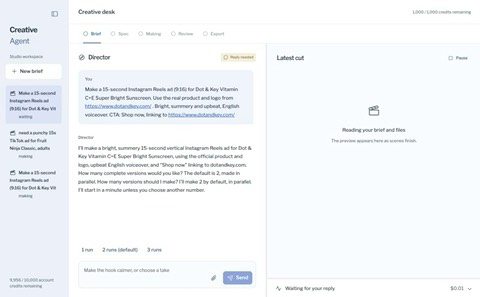 Creative
Agent
Studio workspace
+ New brief
Make a 15-second
Instagram Reels ad
(9:16) for Dot & Key Vit
waiting
need a punchy 15s
TikTok ad for Fruit
Ninja Classic, adults
making
Make a 15-second
Instagram Reels ad
(9:16) for Dot & Key Vit
making
9,956 / 10,000 account
credits remaining
Creative desk
1,000 / 1,000 credits remaining
Brief
Spec
Making
Review
Export
Director
Reply needed
You
Make a 15-second Instagram Reels ad (9:16) for Dot & Key Vitamin
C+E Super Bright Sunscreen. Use the real product and logo from
https://www.dotandkey.com/ . Bright, summery and upbeat, English
voiceover. CTA: Shop now, linking to https://www.dotandkey.com/
Director
I'll make a bright, summery 15-second vertical Instagram Reels ad for Dot &
Key Vitamin C+E Super Bright Sunscreen, using the official product and
logo, upbeat English voiceover, and "Shop now" linking to dotandkey.com.
How many complete versions would you like? The default is 2, made in
parallel. How many versions should I make? I'll make 2 by default, in parallel.
I'll start in a minute unless you choose another number.
1 run
2 runs (default)
3 runs
Make the hook calmer, or choose a take
Send
Latest cut
Pause
Reading your brief and files
The preview appears here as scenes finish.
Waiting for your reply
$0.01